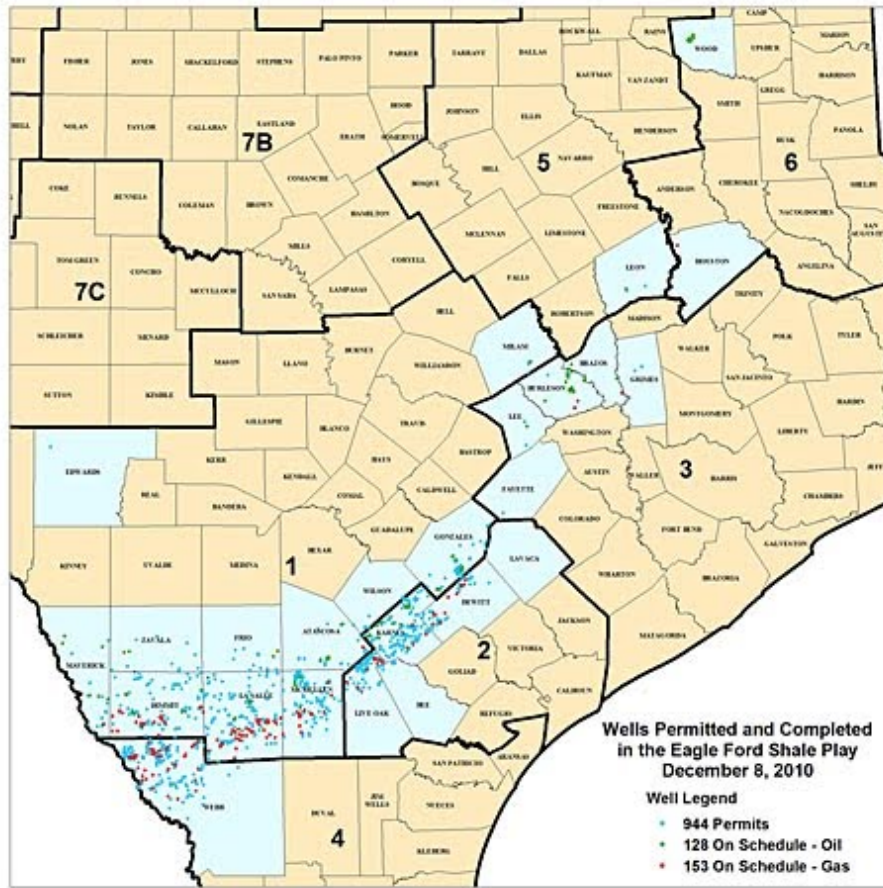 CAMP
ROCKWALL
RAINS
WOOD
UPSHUR
MARION
FISHER
JONES
SHACKELFORD
STEPHENS
PALO PINTO
PARKER
TARRANT
DALLAS
KAUFMAN
VAN ZANDT
GREGG
HARRISON
SMITH
HOOD
JOHNSON
ELLIS
NOLAN
TAYLOR
CALLAHAN
EASTLAND
7B
ERATH
HENDERSON
RUSK
PANOLA
HILL
NAVARRO
5
6
COMANCHE
BOSQUE
ANDERSON
CHEROKEE
COKE
RUNNELS
COLEMAN
BROWN
HAMILTON
FREESTONE
NACOGDOCHES
MCLENNAN
LIMESTONE
MILLS
CORYELL
FALLS
LEON
HOUSTON
ANGELINA
TOM GREEN
CONCHO
7C
MCCULLOCH
SAN SABA
LAMPASAS
BELL
ROBERTSON
MADISON
TRINITY
SCHLEICHER
MENARD
MASON
LLANO
BURNET
WILLIAMSON
MILAM
WALKER
POLK
TYLER
BRAZOS
BURLESON
GRIMES
SAN JACINTO
SUTTON
KIMBLE
GILLESPIE
BLANCO
TRAVIS
LEE
WASHINGTON
MONTGOMERY
LIBERTY
HARDIN
EDWARDS
KERR
KENDALL
HAYS
BASTROP
AUSTIN
WALLER
3
HARRIS
REAL
BANDERA
COMAL
CALDWELL
FAYETTE
CHAMBERS
GUADALUPE
COLORADO
FORT BEND
KINNEY
UVALDE
MEDINA
1
BEXAR
GONZALES
LAVACA
GALVESTON
WHARTON
BRAZORIA
WILSON
DEWITT
JACKSON
MATAGORDA
MAVERICK
ZAVALA
FRIO
ATASCOSA
KARNES
VICTORIA
GOLIAD
2
CALHOUN
DIMMIT
LA SALLE
MCMULLEN
LIVE OAK
BEE
REFUGIO
ARANSAS
SAN PATRICIO
WEBB
DUVAL
JIM
WELLS
NUECES
4
KLEBERG
Wells Permitted and Completed
in the Eagle Ford Shale Play
December 8, 2010
Well Legend
944 Permits
128 On Schedule - Oil
153 On Schedule - Gas